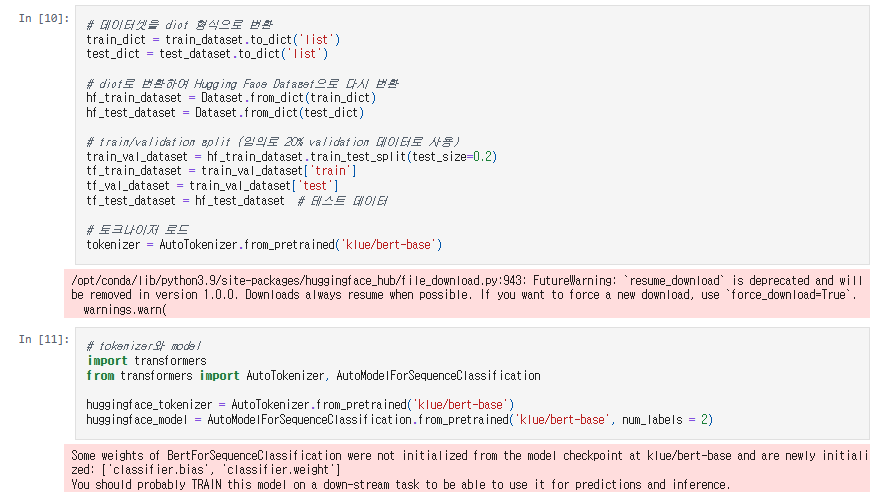 In [10]:
# 데이터셋을 dict 형식으로 변환
train_dict = train_dataset.to_dict('list')
test_dict = test_dataset.to_dict('list')
# dict로 변환하여 Hugging Face Dataset으로 다시 변환
hf_train_dataset = Dataset.from_dict(train_dict)
hf_test_dataset = Dataset.from_dict(test_dict)
# train/validation split (임의로 20% validation 데이터로 사용)
train_val_dataset = hf_train_dataset.train_test_split(test_size=0.2)
tf_train_dataset = train_val_dataset['train']
tf_val_dataset = train_val_dataset['test']
tf_test_dataset = hf_test_dataset  # 테스트 데이터
# 토크나이저 로드
tokenizer = AutoTokenizer.from_pretrained('klue/bert-base')
/opt/conda/lib/python3.9/site-packages/huggingface_hub/file_download.py:943: FutureWarning: `resume_download` is deprecated and will
be removed in version 1.0.0. Downloads always resume when possible. If you want to force a new download, use `force_download=True`.
warnings.warn(
In [11]:
# tokenizer와 model
import transformers
from transformers import AutoTokenizer, AutoModelForSequenceClassification
huggingface_tokenizer = AutoTokenizer.from_pretrained('klue/bert-base')
huggingface_model = AutoModelForSequenceClassification.from_pretrained('klue/bert-base', num_labels = 2)
Some weights of BertForSequenceClassification were not initialized from the model checkpoint at klue/bert-base and are newly initiali
zed: ['classifier.bias', 'classifier.weight']
You should probably TRAIN this model on a down-stream task to be able to use it for predictions and inference.